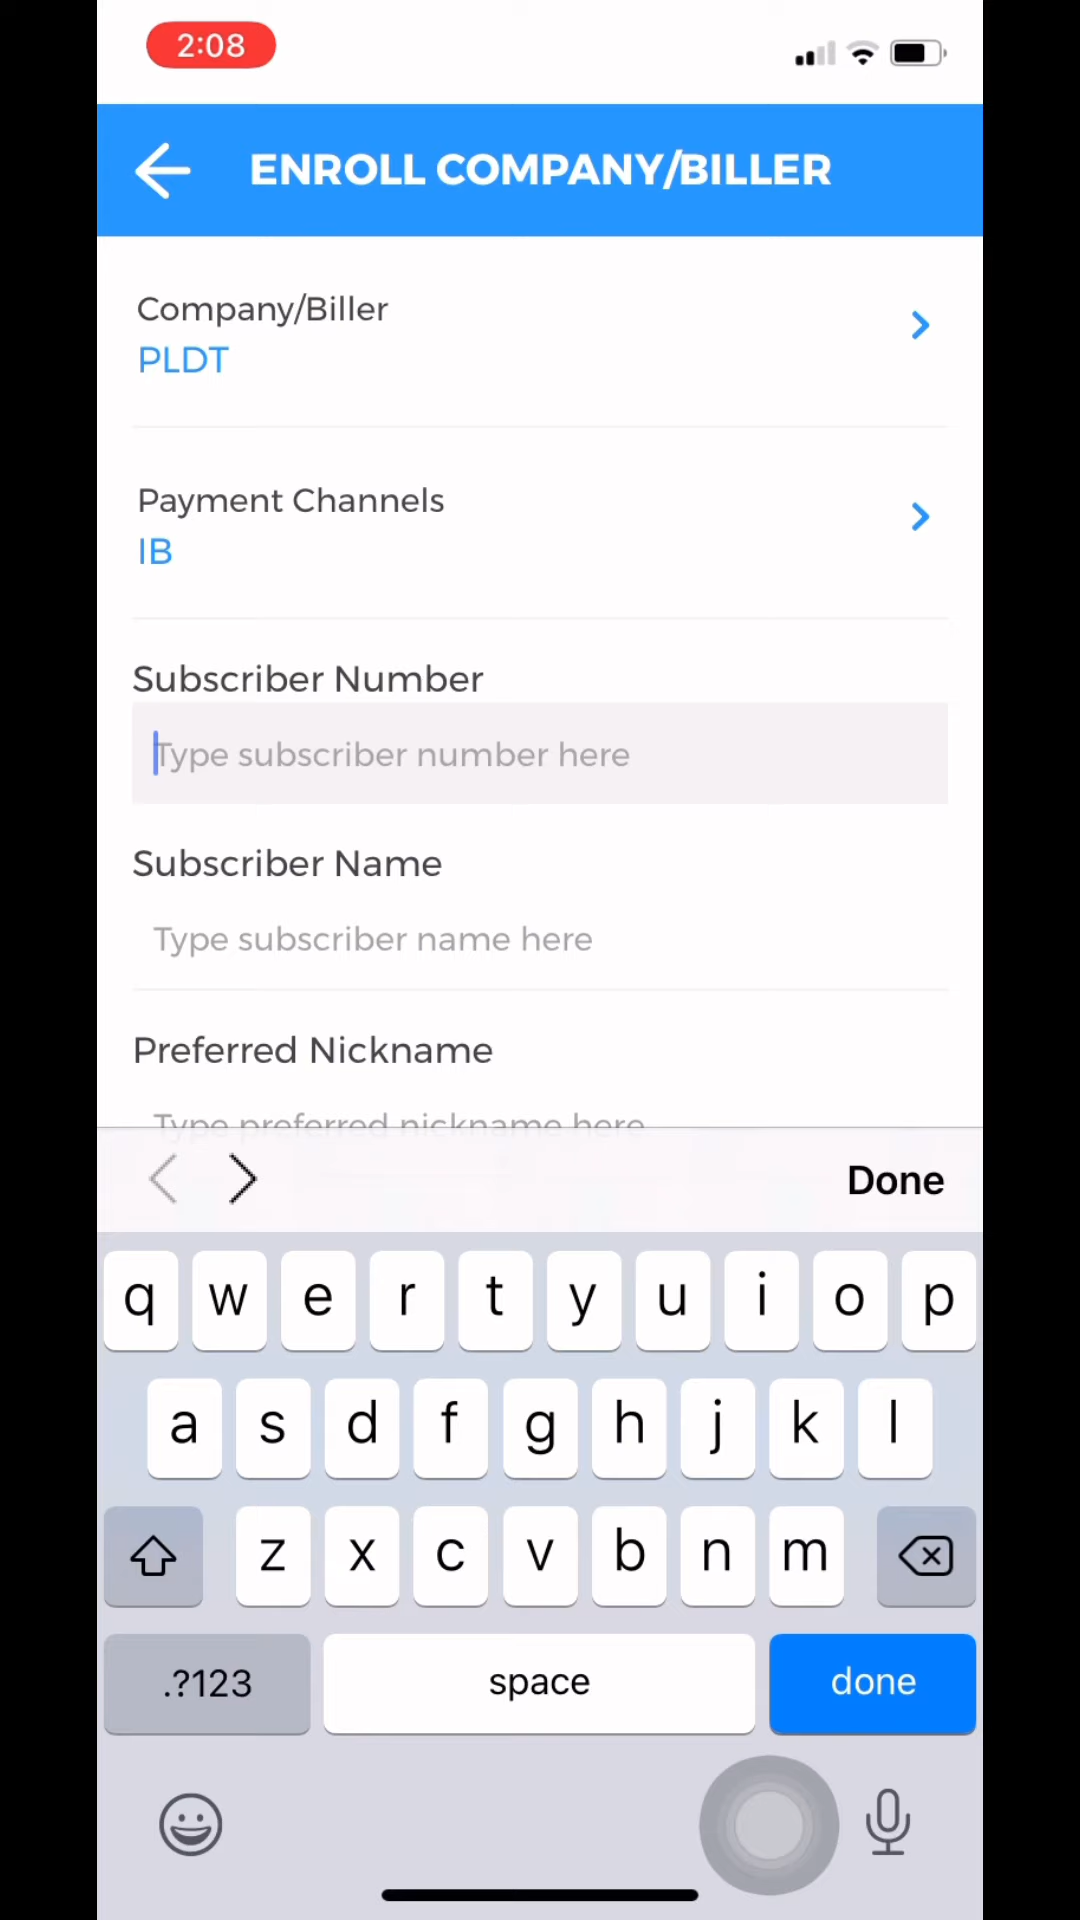 2:08
ENROLL COMPANY/BILLER
Company/Biller
PLDT
Payment Channels
IB
Subscriber Number
Type subscriber number here
Subscriber Name
Type subscriber name here
Preferred Nickname
Type preferred nickname here
Done
q w e r t y u i o p
a s d f g h j k l
z x c v b n m
.?123 space done